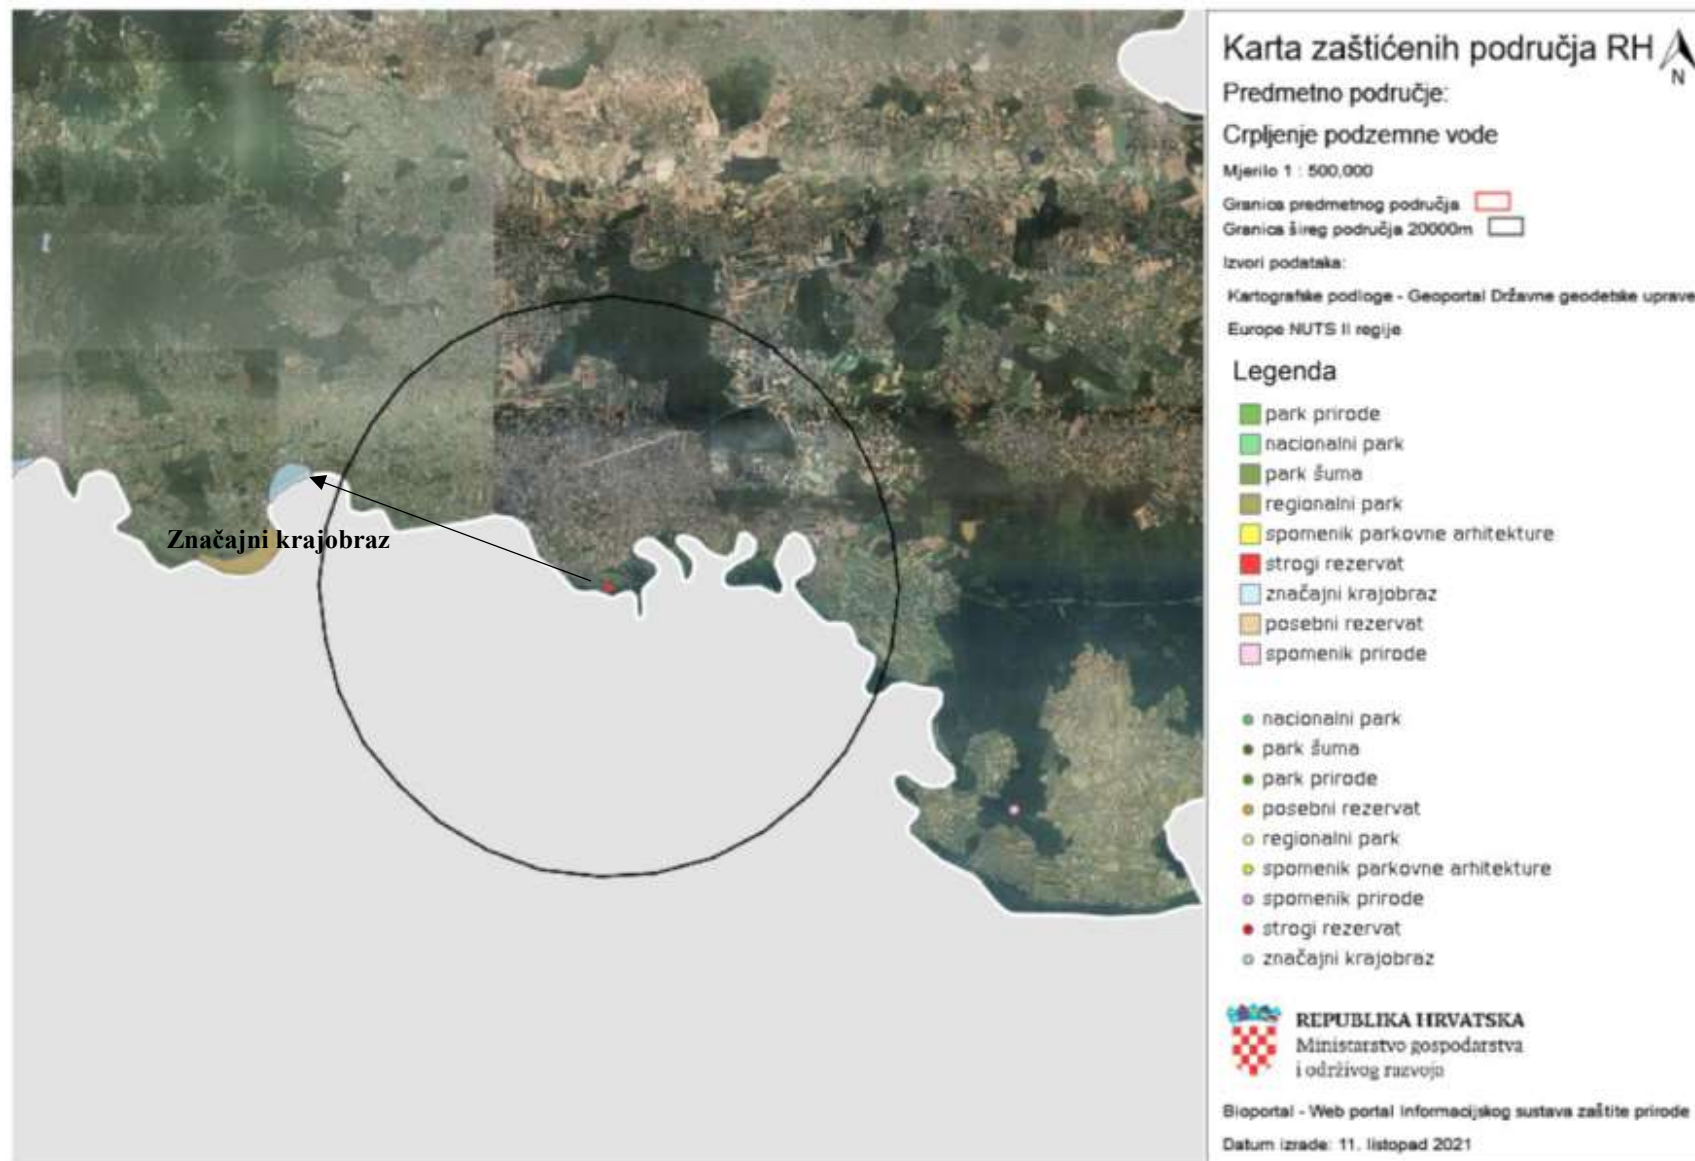 Karta zaštićenih područja RH
N
Predmetno područje:
Crpljenje podzemne vode
Mjerilo 1 : 500,000
Granica predmetnog područja
Granica šireg područja 20000m
Izvori podataka:
Kartografske podloge - Geoportal Državne geodetske uprave
Europe NUTS II regije
Legenda
park prirode
nacionalni park
park šuma
regionalni park
spomenik parkovne arhitekture
strogi rezervat
značajni krajobraz
posebni rezervat
spomenik prirode
nacionalni park
park šuma
park prirode
posebni rezervat
regionalni park
spomenik parkovne arhitekture
spomenik prirode
strogi rezervat
značajni krajobraz
REPUBLIKA HRVATSKA
Ministarstvo gospodarstva
i održivog razvoja
Bioportal - Web portal Informacijskog sustava zaštite prirode
Datum izrade: 11. listopad 2021
Značajni krajobraz